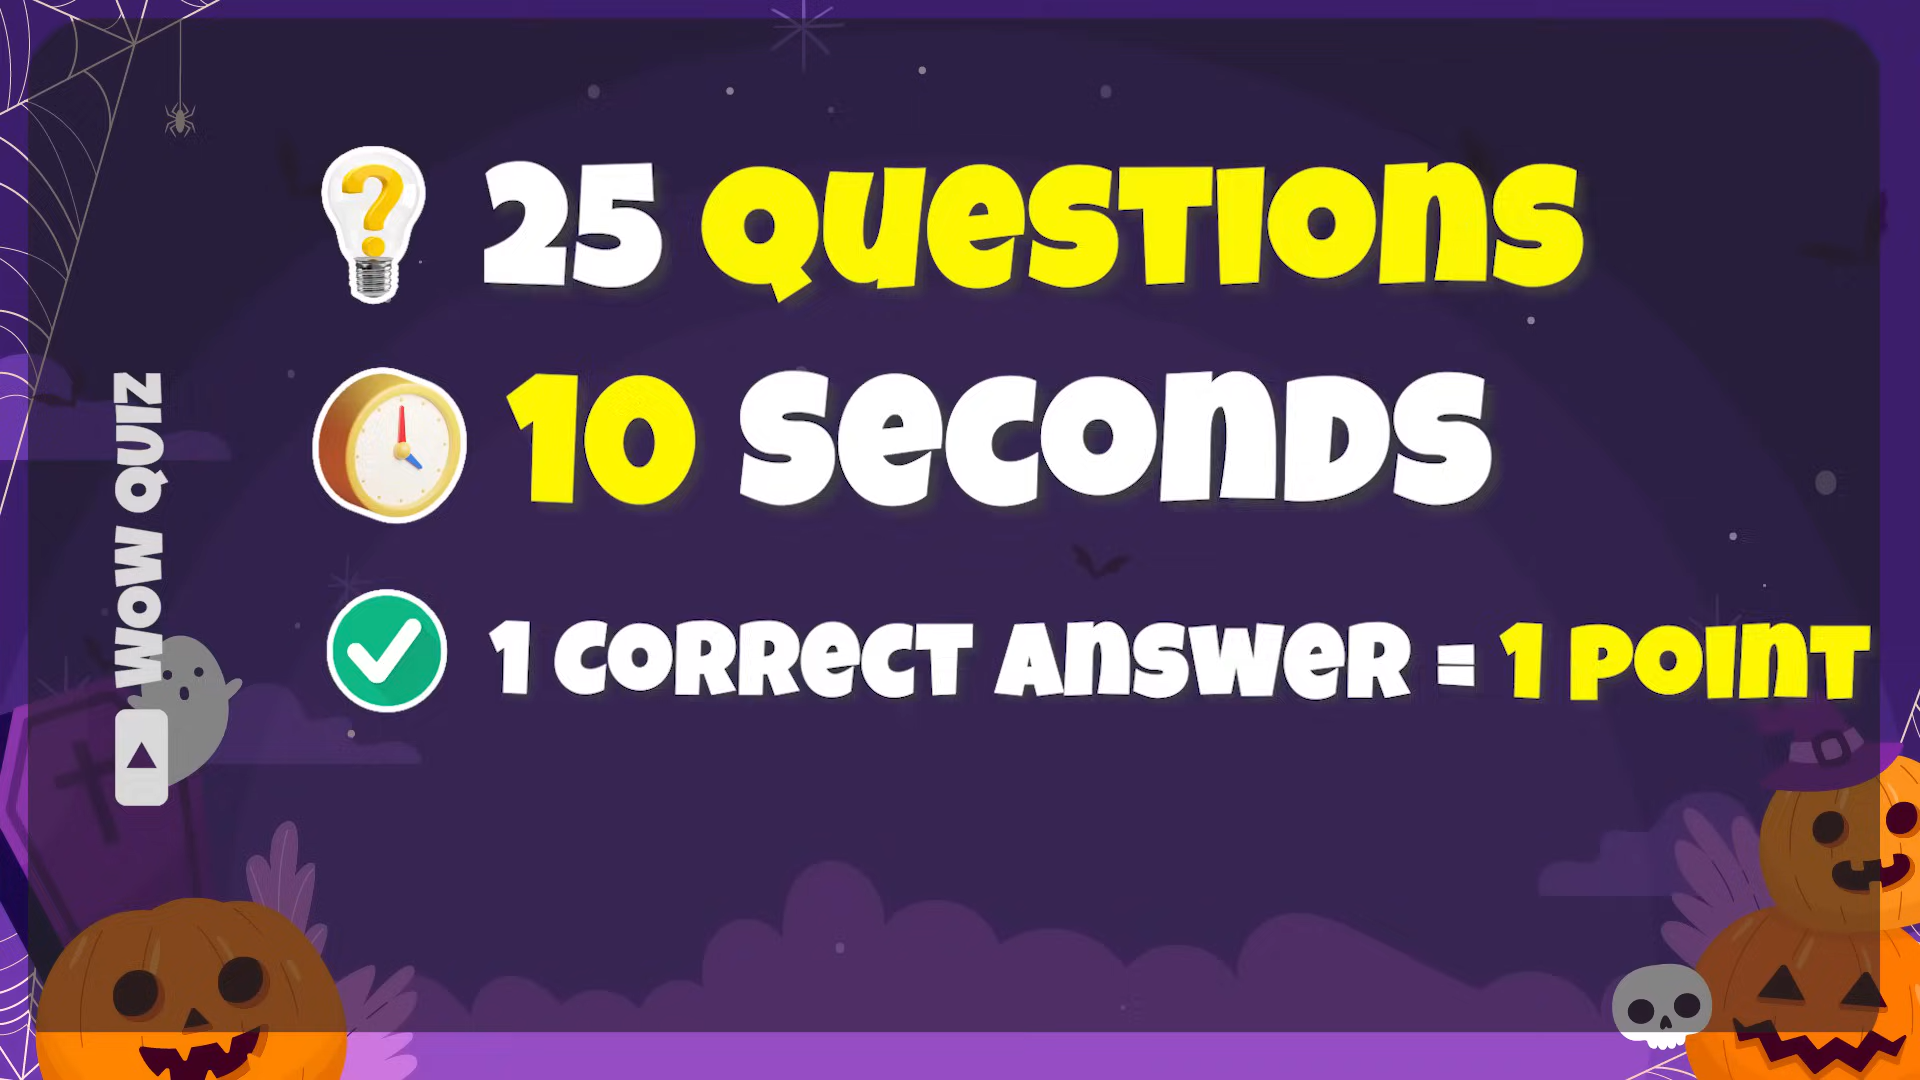 25 QUESTIONS
10 SECONDS
1 CORRECT ANSWER = 1 POINT
WOW QUIZ